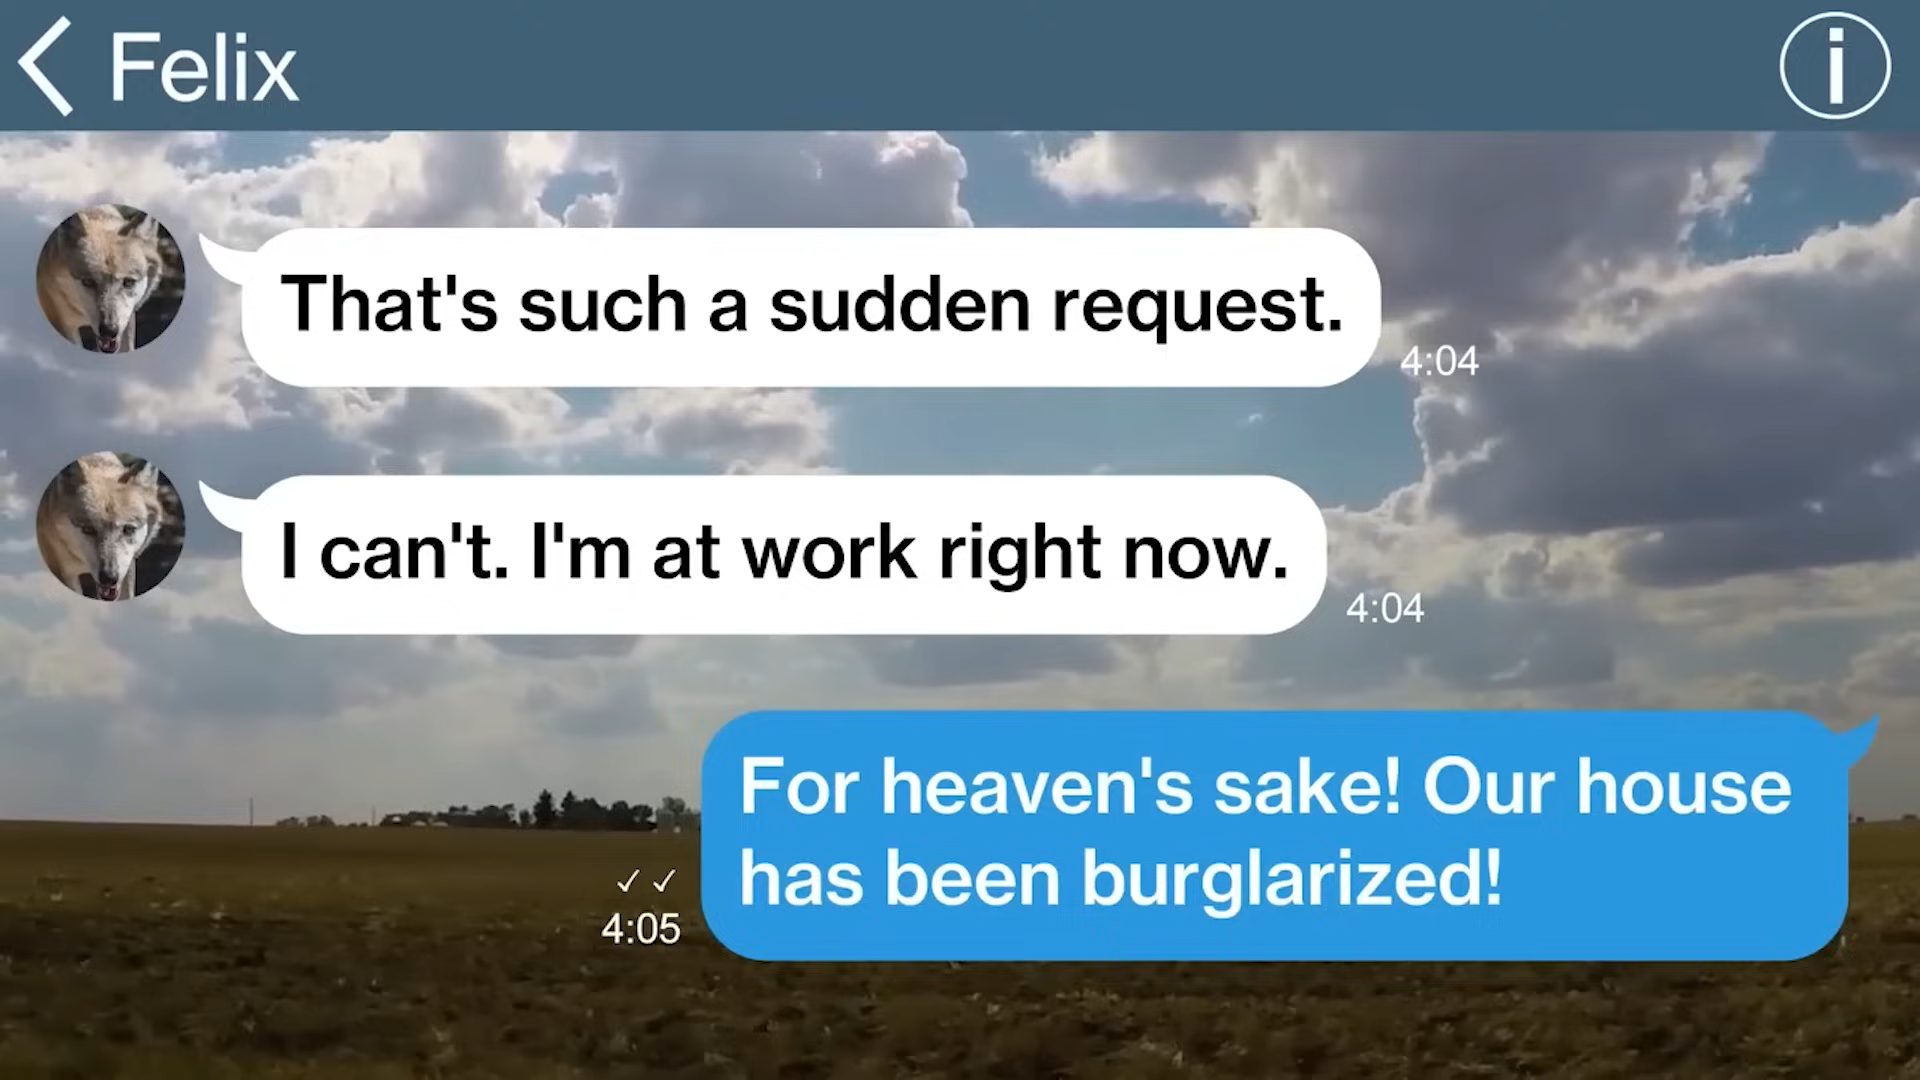 Felix
That's such a sudden request.
4:04
I can't. I'm at work right now.
4:04
For heaven's sake! Our house
has been burglarized!
✓ ✓
4:05